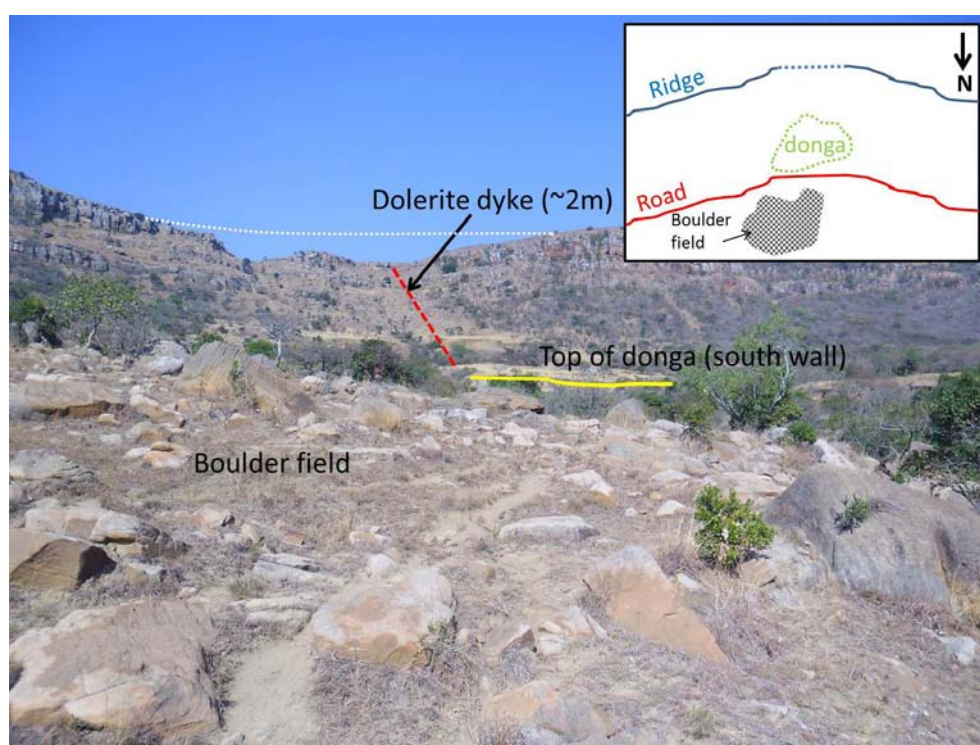 Ridge
N
donga
Road
Boulder
field
Dolerite dyke (~2m)
Top of donga (south wall)
Boulder field